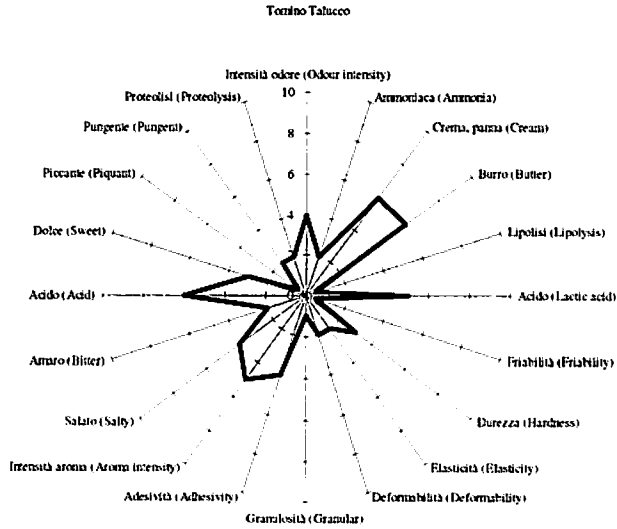 Tomino Talucco
Intensità odore (Odour intensity)
Proteolisi (Proteolysis)
Ammoniaca (Ammonia)
Pungente (Pungent)
Crema, panna (Cream)
Piccante (Piquant)
Burro (Butter)
Dolce (Sweet)
Lipolisi (Lipolysis)
Acido (Acid)
Acido (Lactic acid)
Amaro (Bitter)
Friabilità (Friability)
Salato (Salty)
Durezza (Hardness)
Intensità aroma (Aroma intensity)
Elasticità (Elasticity)
Adesività (Adhesivity)
Deformabilità (Deformability)
Granulosità (Granular)
10
8
6
4